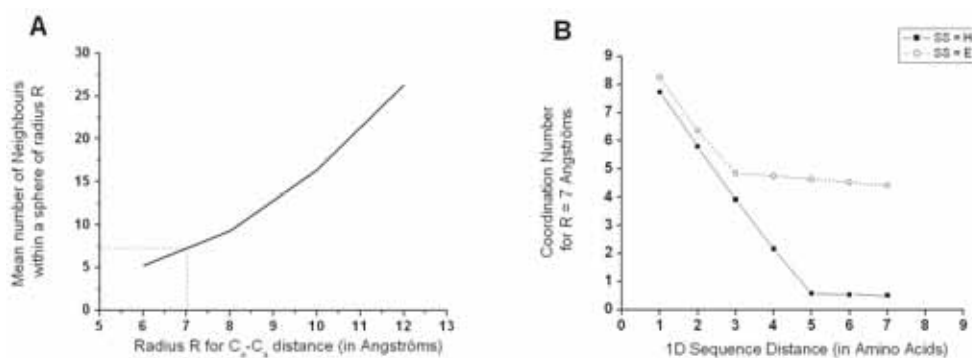 A
Mean number of Neighbours
within a sphere of radius R
30
25
20
15
10
5
0
5 6 7 8 9 10 11 12 13
Radius R for Cα-Cα distance (in Angströms)
B
SS = H
SS = E
Coordination Number
for R = 7 Angströms
9
8
7
6
5
4
3
2
1
0
0 1 2 3 4 5 6 7 8 9
1D Sequence Distance (in Amino Acids)